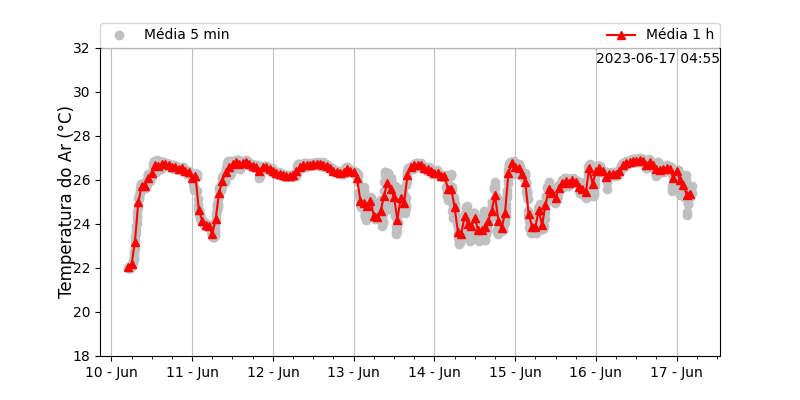 Média 5 min
Média 1 h
2023-06-17 04:55
Temperatura do Ar (°C)
32
30
28
26
24
22
20
18
10 - Jun
11 - Jun
12 - Jun
13 - Jun
14 - Jun
15 - Jun
16 - Jun
17 - Jun